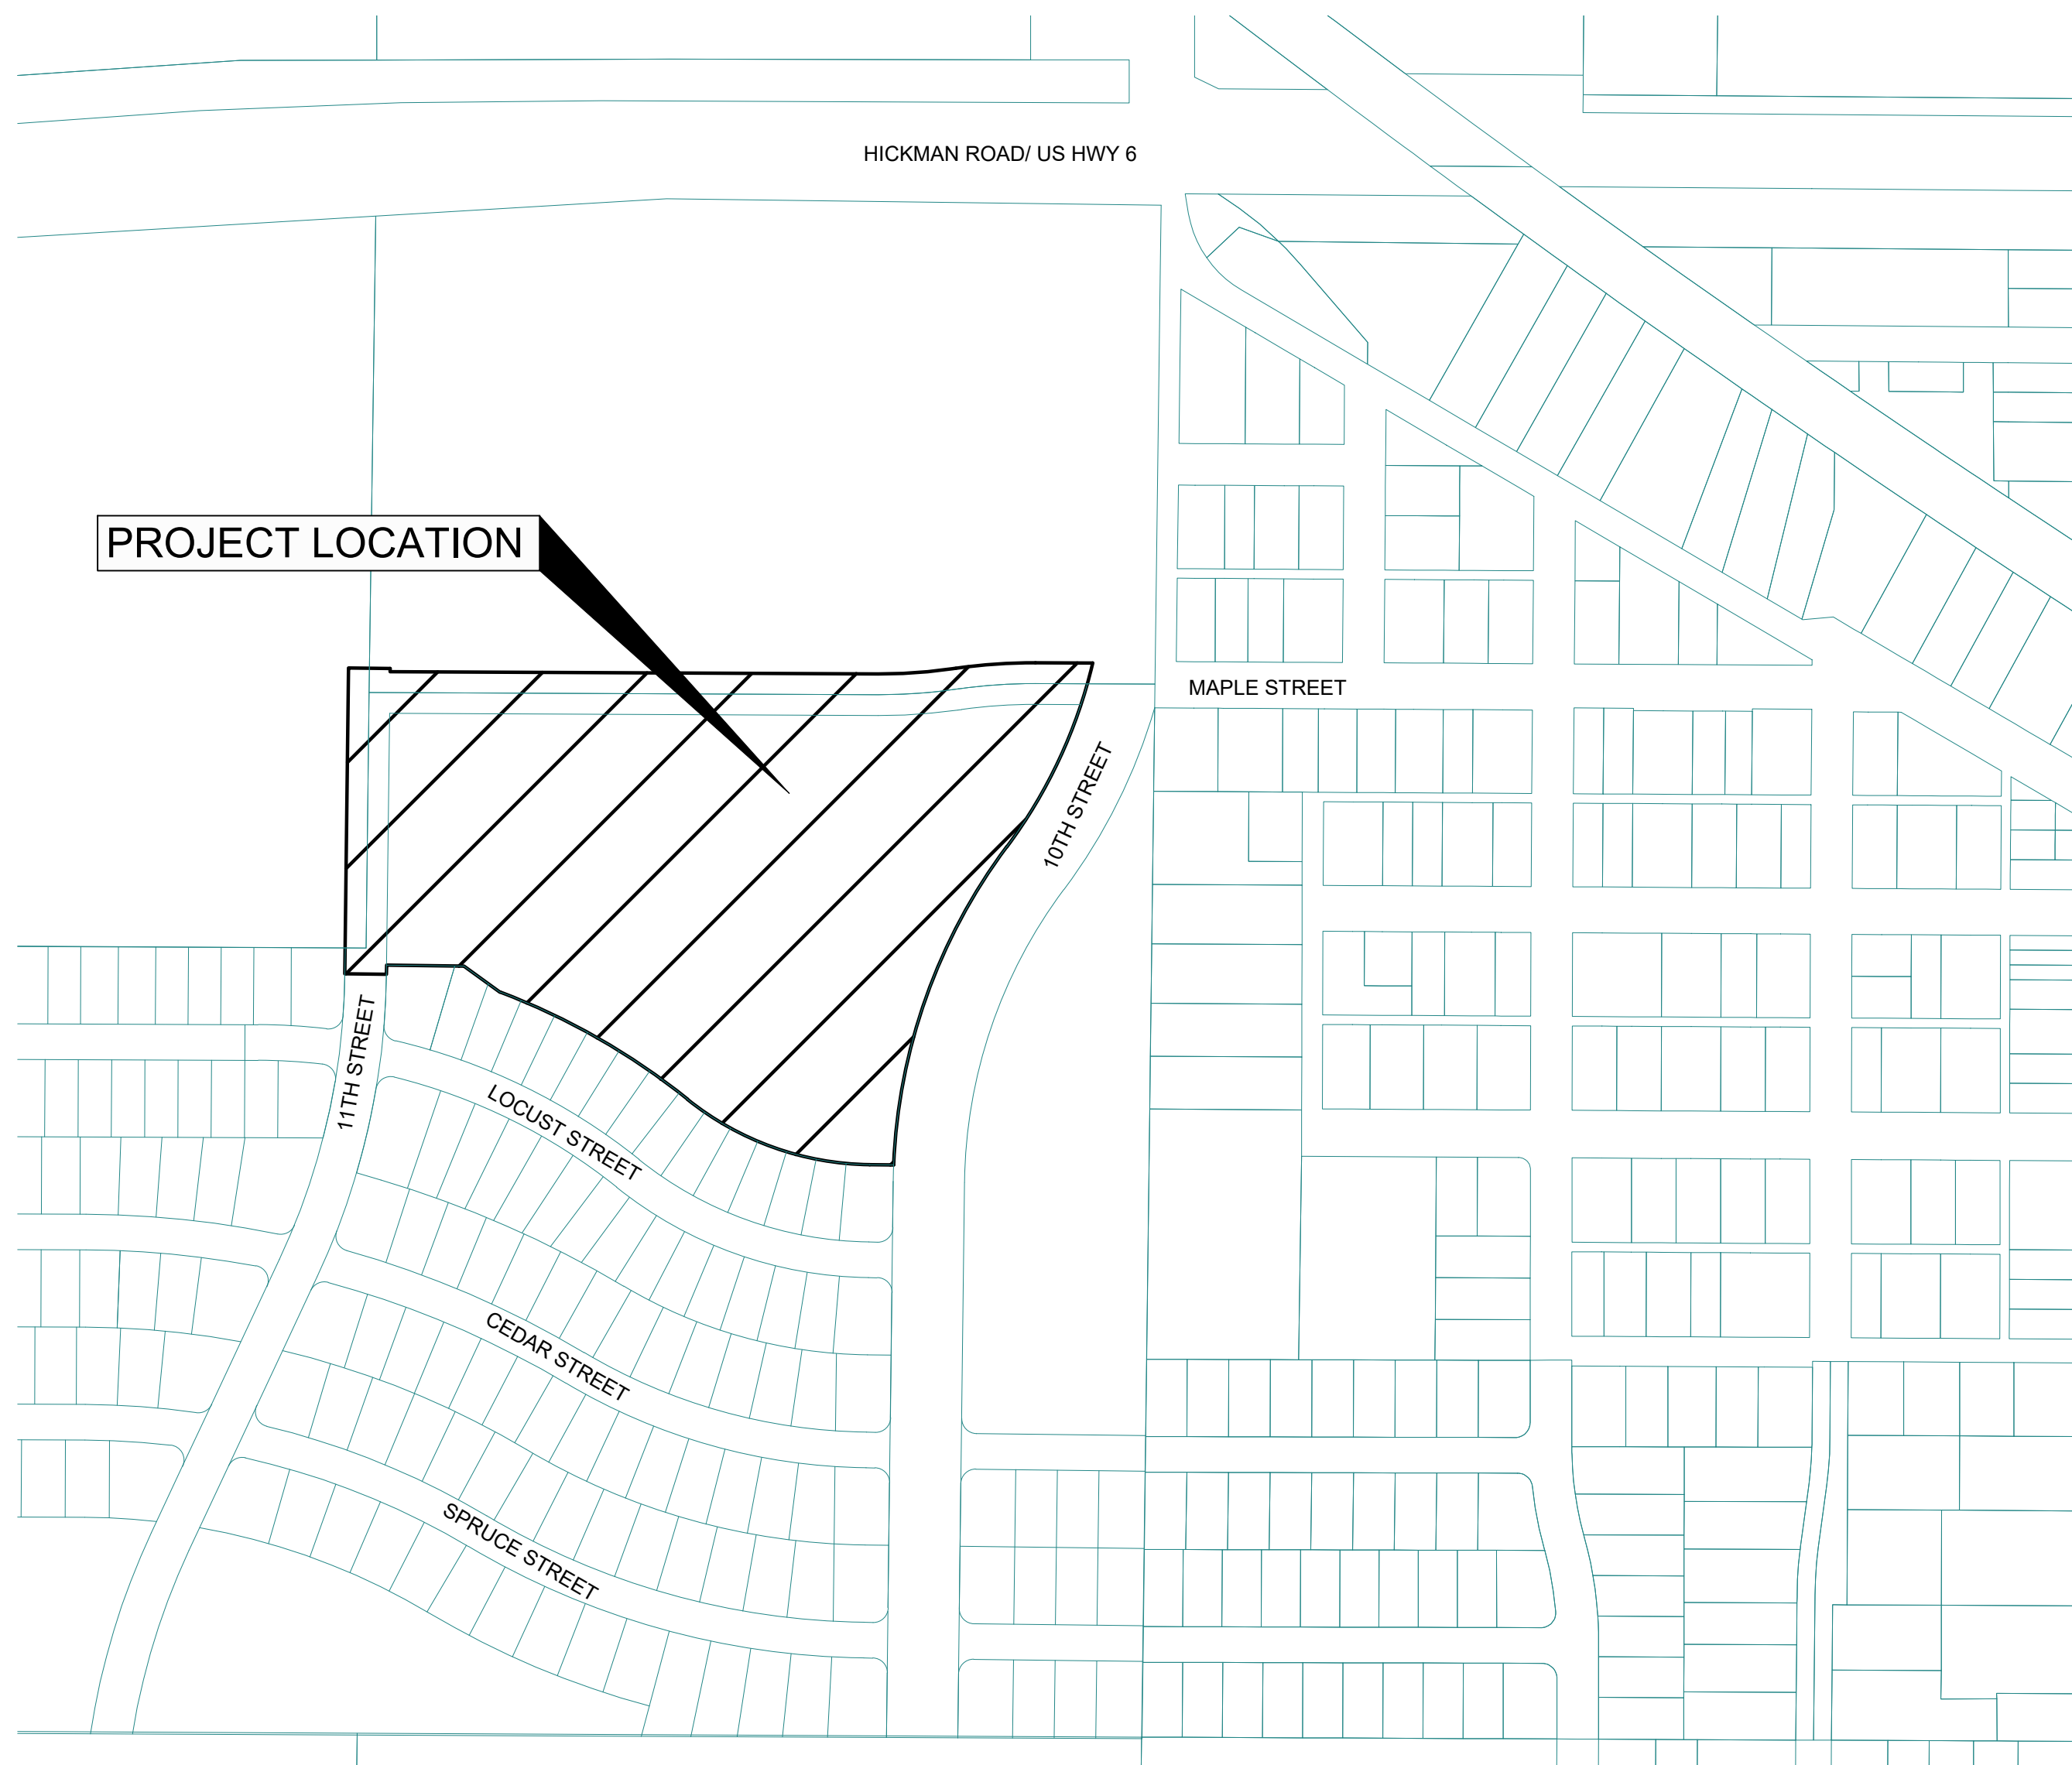 HICKMAN ROAD/ US HWY 6
PROJECT LOCATION
MAPLE STREET
10TH STREET
11TH STREET
LOCUST STREET
CEDAR STREET
SPRUCE STREET